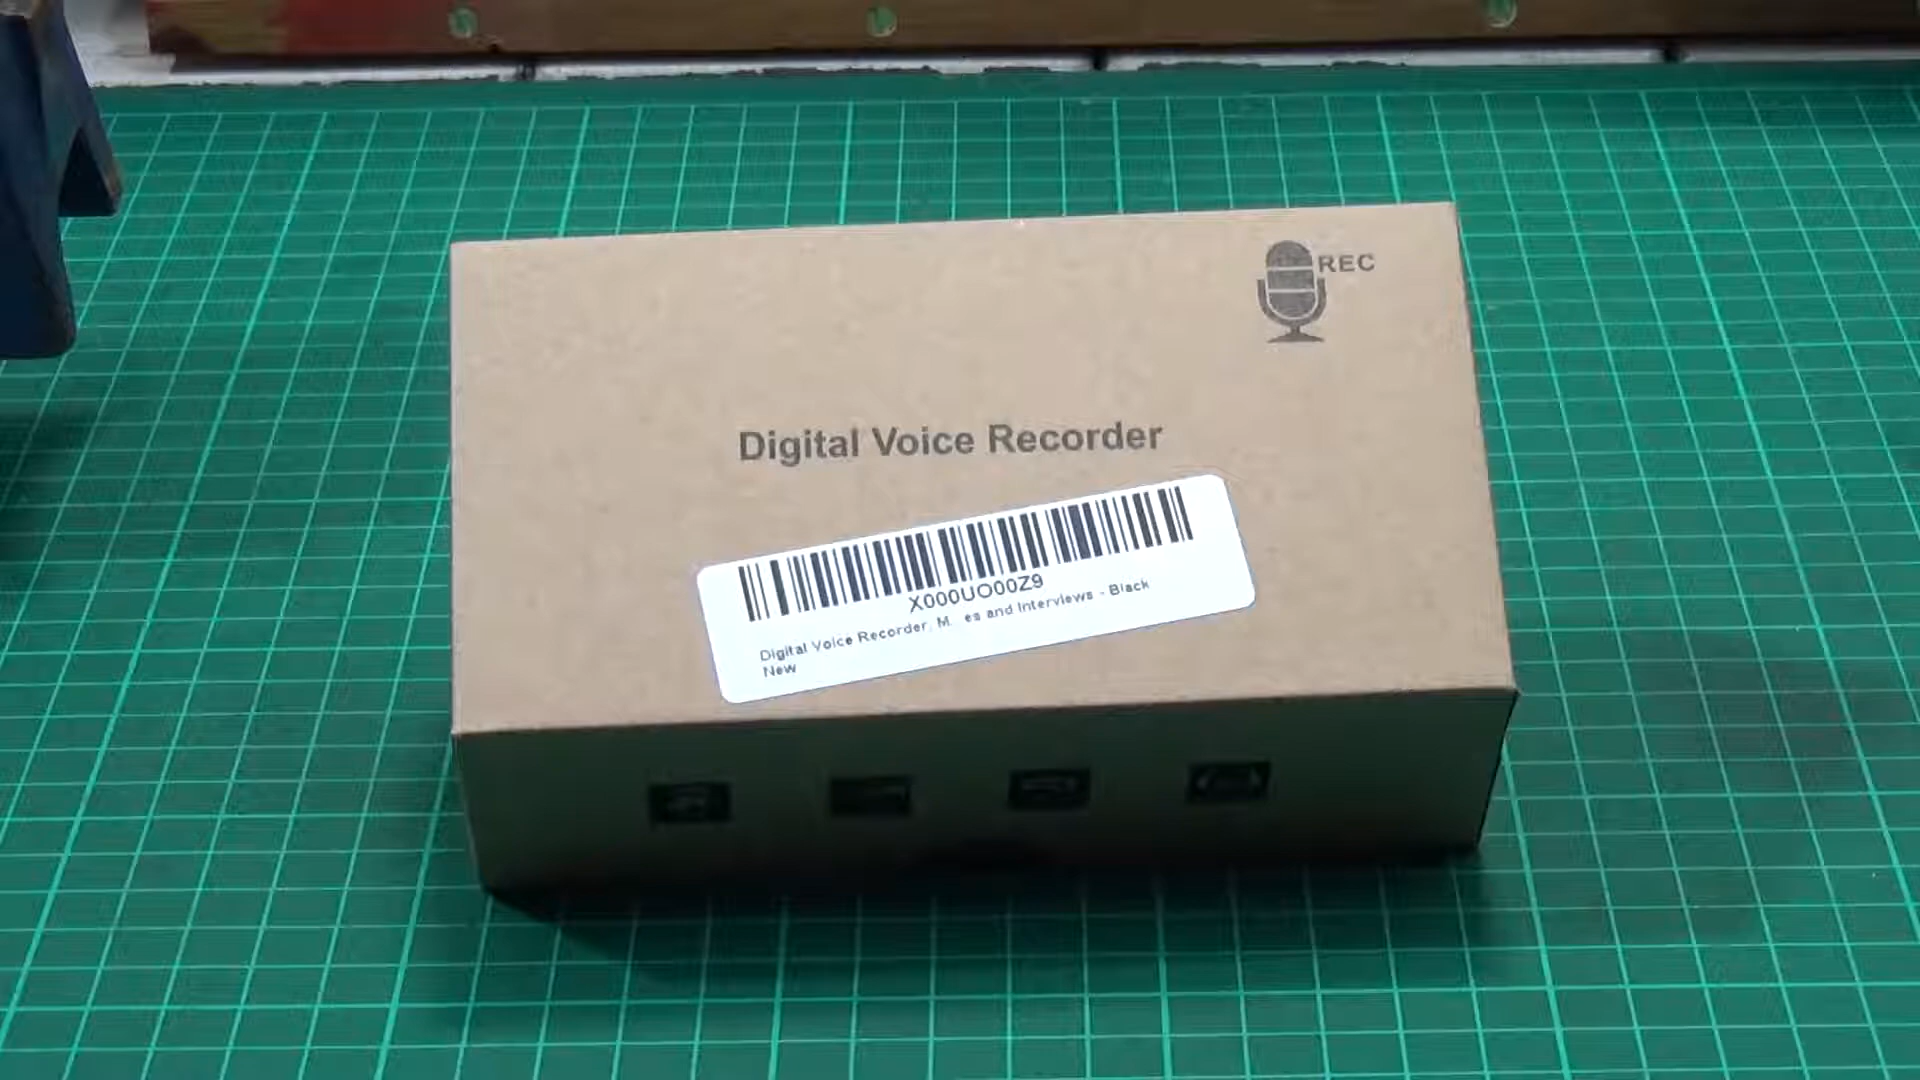 REC
Digital Voice Recorder
X000UO00Z9
Digital Voice Recorder, M.. es and Interviews - Black
New